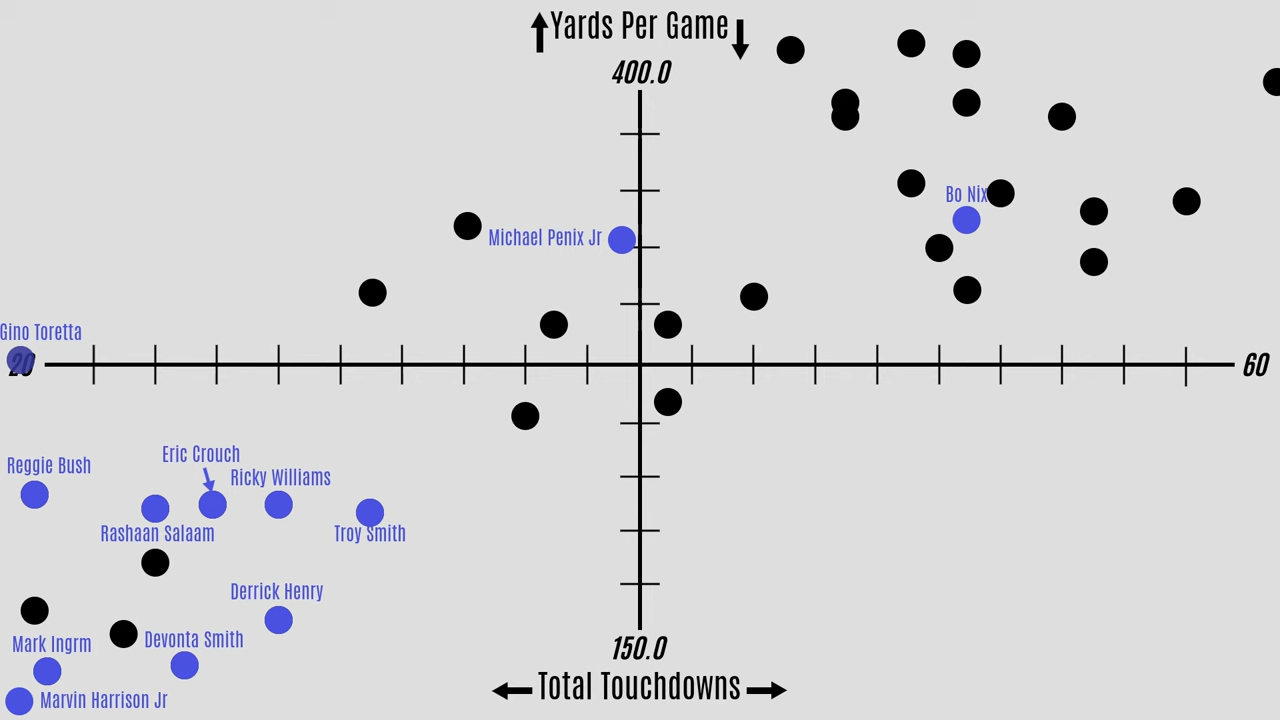 Yards Per Game
400.0
Bo Nix
Michael Penix Jr
Gino Toretta
20
60
Eric Crouch
Reggie Bush
Ricky Williams
Rashaan Salaam
Troy Smith
Derrick Henry
Mark Ingrm
Devonta Smith
150.0
Total Touchdowns
Marvin Harrison Jr